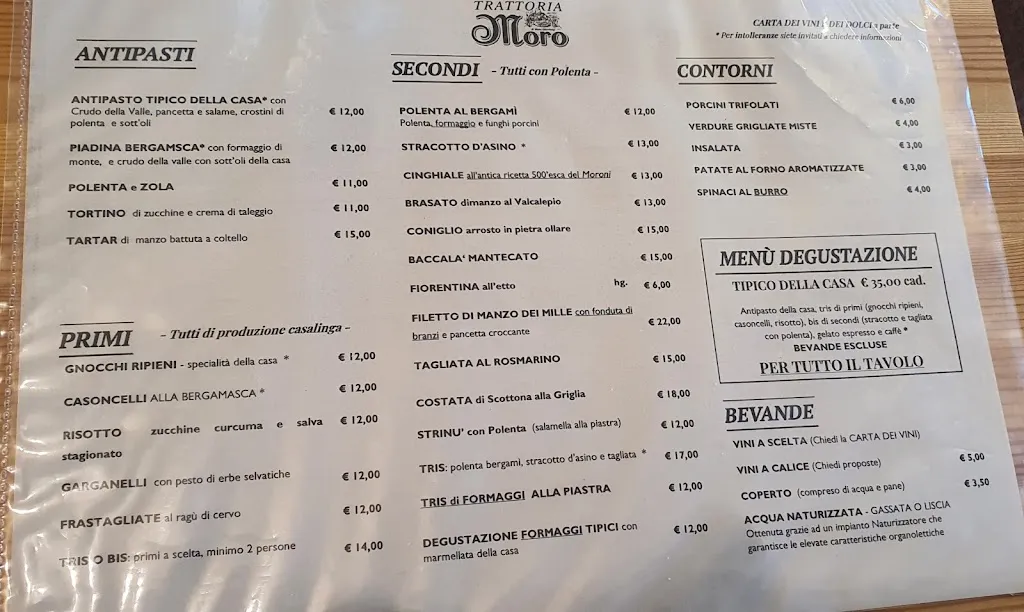 TRATTORIA
Moro
CARTA DEI VINI E DEI DOLCI a parte
* Per intolleranze siete invitati a chiedere informazioni
ANTIPASTI
ANTIPASTO TIPICO DELLA CASA* con € 12,00
Crudo della Valle, pancetta e salame, crostini di
polenta e sott'oli
PIADINA BERGAMSCA* con formaggio di € 12,00
monte, e crudo della valle con sott'oli della casa
POLENTA e ZOLA € 11,00
TORTINO di zucchine e crema di taleggio € 11,00
TARTAR di manzo battuta a coltello € 15,00
PRIMI - Tutti di produzione casalinga -
GNOCCHI RIPIENI - specialità della casa * € 12,00
CASONCELLI ALLA BERGAMASCA * € 12,00
RISOTTO zucchine curcuma e salva € 12,00
stagionato
GARGANELLI con pesto di erbe selvatiche € 12,00
FRASTAGLIATE al ragù di cervo € 12,00
TRIS O BIS: primi a scelta, minimo 2 persone € 14,00
SECONDI - Tutti con Polenta -
POLENTA AL BERGAMÌ € 12,00
Polenta, formaggio e funghi porcini
STRACOTTO D'ASINO * € 13,00
CINGHIALE all'antica ricetta 500'esca del Moroni € 13,00
BRASATO dimanzo al Valcalepio € 13,00
CONIGLIO arrosto in pietra ollare € 15,00
BACCALA' MANTECATO € 15,00
FIORENTINA all'etto hg. € 6,00
FILETTO DI MANZO DEI MILLE con fonduta di € 22,00
branzi e pancetta croccante
TAGLIATA AL ROSMARINO € 15,00
COSTATA di Scottona alla Griglia € 18,00
STRINU' con Polenta (salamella alla piastra) € 12,00
TRIS: polenta bergamì, stracotto d'asino e tagliata * € 17,00
TRIS di FORMAGGI ALLA PIASTRA € 12,00
DEGUSTAZIONE FORMAGGI TIPICI con € 12,00
marmellata della casa
CONTORNI
PORCINI TRIFOLATI € 6,00
VERDURE GRIGLIATE MISTE € 4,00
INSALATA € 3,00
PATATE AL FORNO AROMATIZZATE € 3,00
SPINACI AL BURRO € 4,00
MENÙ DEGUSTAZIONE
TIPICO DELLA CASA € 35,00 cad.
Antipasto della casa, tris di primi (gnocchi ripieni,
casoncelli, risotto), bis di secondi (stracotto e tagliata
con polenta), gelato espresso e caffè *
BEVANDE ESCLUSE
PER TUTTO IL TAVOLO
BEVANDE
VINI A SCELTA (Chiedi la CARTA DEI VINI)
VINI A CALICE (Chiedi proposte) € 5,00
COPERTO (compreso di acqua e pane) € 3,50
ACQUA NATURIZZATA - GASSATA O LISCIA
Ottenuta grazie ad un impianto Naturizzatore che
garantisce le elevate caratteristiche organolettiche